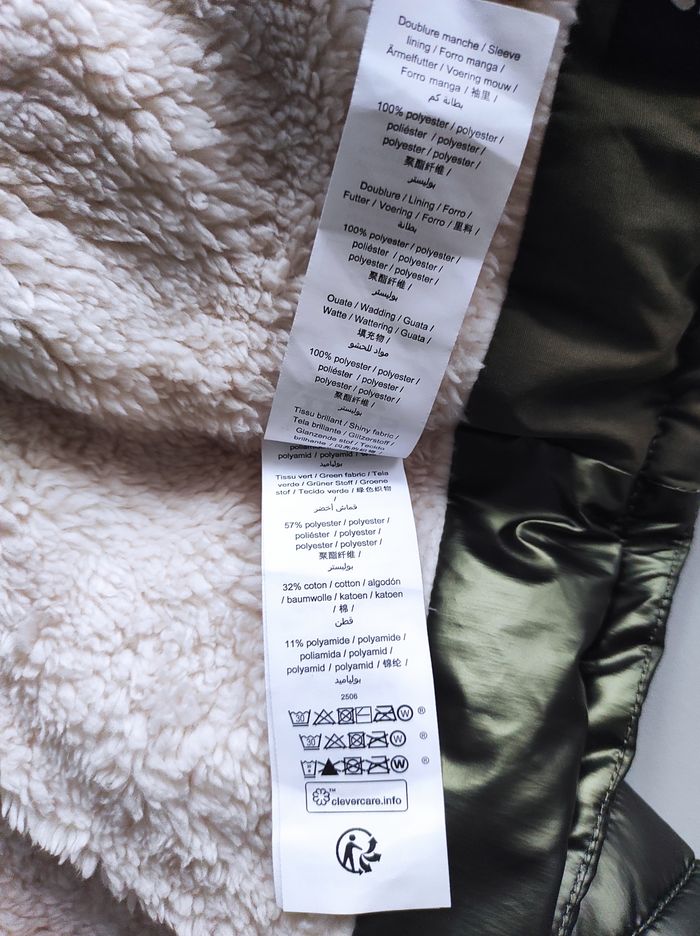 Doublure manche / Sleeve
lining / Forro manga /
Ärmelfutter / Voering mouw /
Forro manga / 袖里 /
بطانة كم
100% polyester / polyester /
poliéster / polyester /
polyester / polyester /
聚酯纤维 /
بوليستر
Doublure / Lining / Forro /
Futter / Voering / Forro / 里料 /
بطانة
100% polyester / polyester /
poliéster / polyester /
polyester / polyester /
聚酯纤维 /
بوليستر
Ouate / Wadding / Guata /
Watte / Wattering / Guata /
填充物 /
مواد للحشو
100% polyester / polyester /
poliéster / polyester /
polyester / polyester /
聚酯纤维 /
بوليستر
Tissu brillant / Shiny fabric /
Tela brillante / Glitzerstoff /
Glanzende stof / Tecido
brilhante /
polyamid / polyamid /
بولياميد
Tissu vert / Green fabric / Tela
verde / Grüner Stoff / Groene
stof / Tecido verde / 绿色织物
/
قماش أخضر
57% polyester / polyester /
poliéster / polyester /
polyester / polyester /
聚酯纤维 /
بوليستر
32% coton / cotton / algodón
/ baumwolle / katoen / katoen
/ 棉 /
قطن
11% polyamide / polyamide /
poliamida / polyamid /
polyamid / polyamid / 锦纶 /
بولياميد
2506
30 W ®
30 W ®
W ®
™
clevercare.info